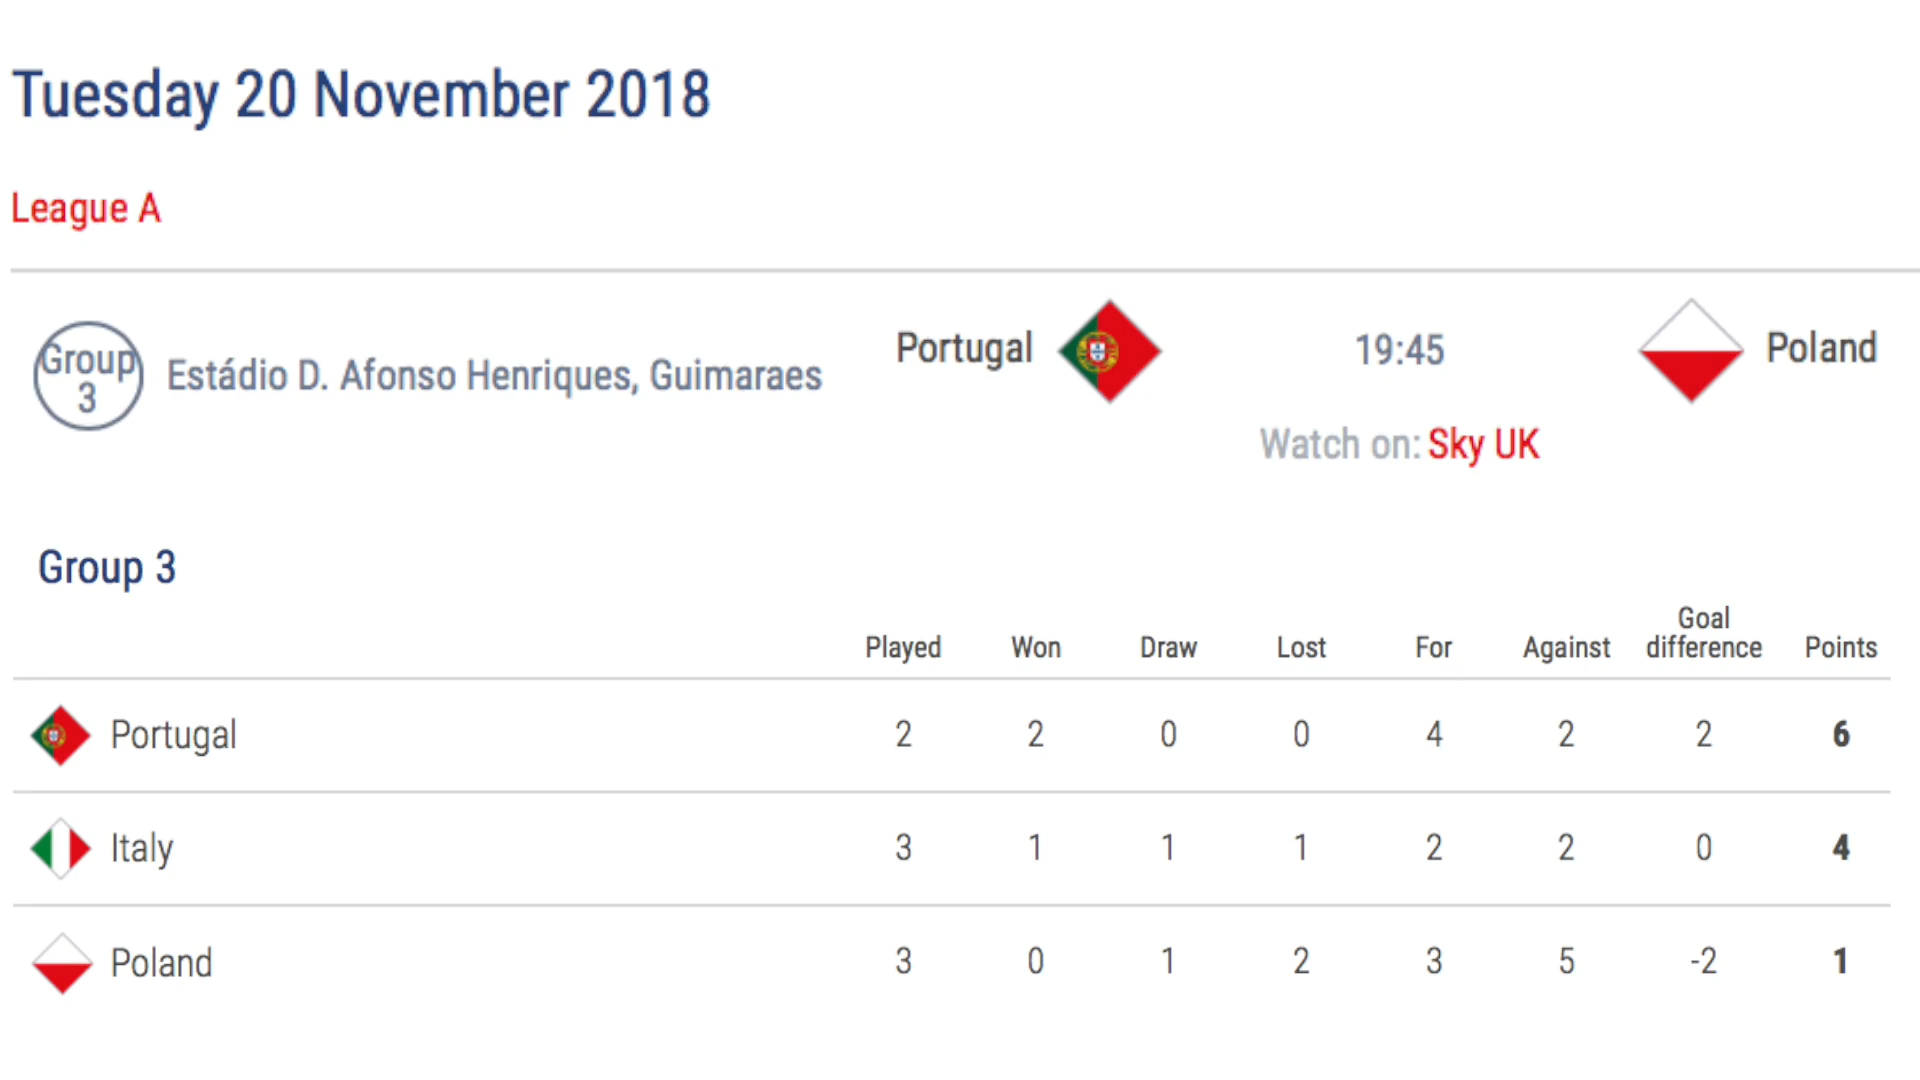 Tuesday 20 November 2018
League A
Group
3
Estádio D. Afonso Henriques, Guimaraes
Portugal 19:45 Poland
Watch on: Sky UK
Group 3
Played Won Draw Lost For Against Goal difference Points
Portugal 2 2 0 0 4 2 2 6
Italy 3 1 1 1 2 2 0 4
Poland 3 0 1 2 3 5 -2 1